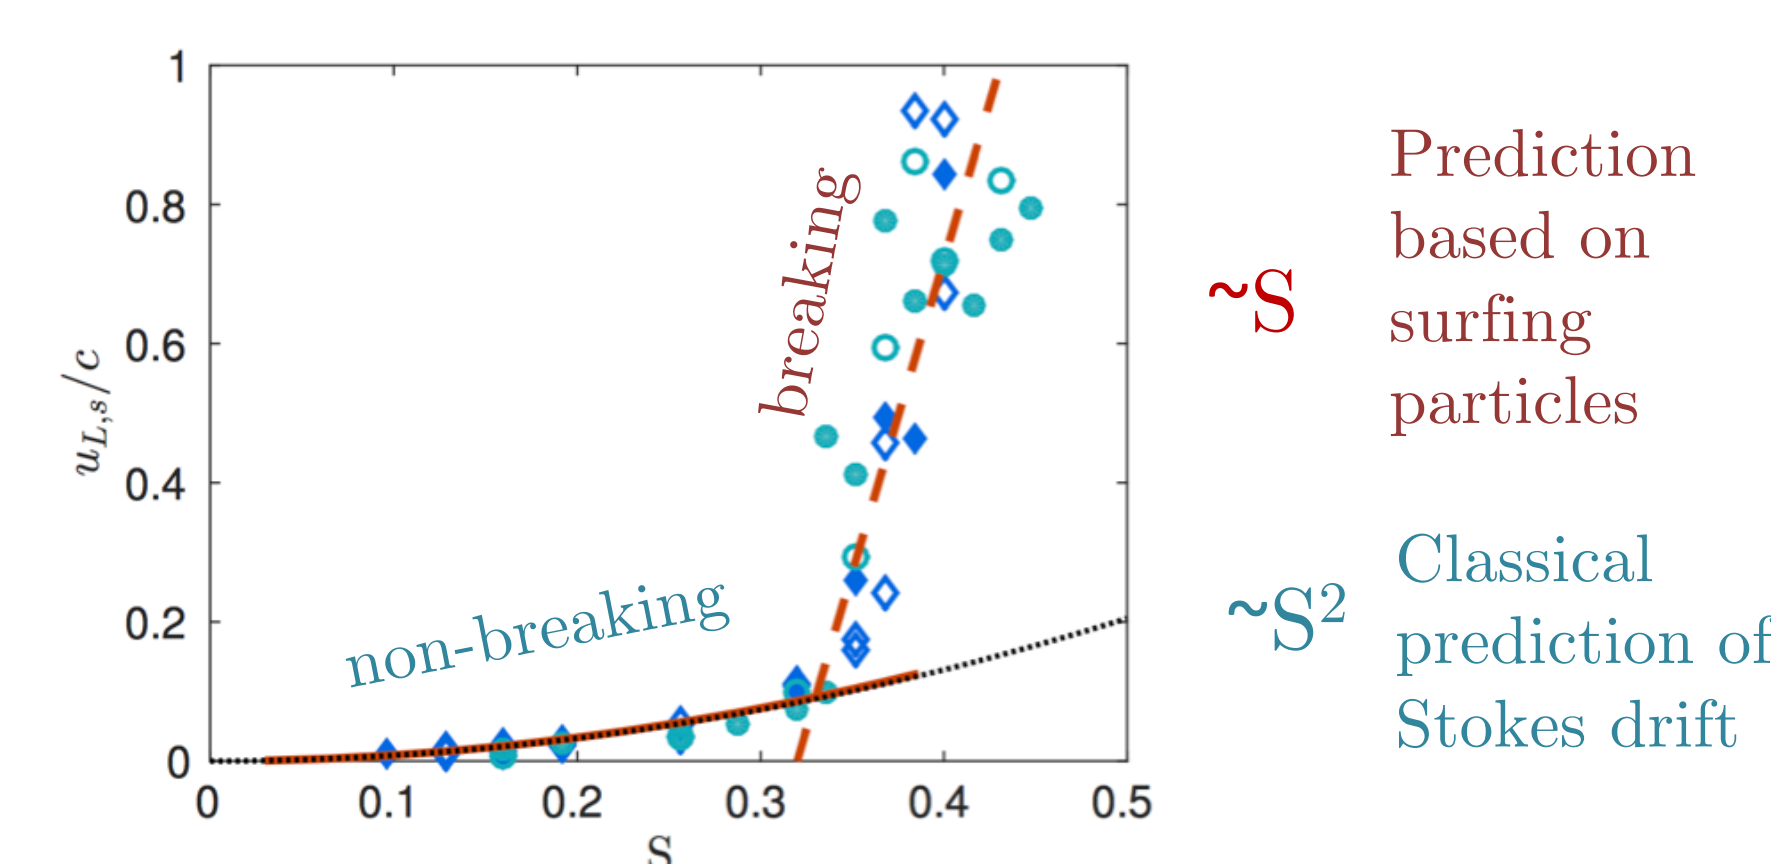 1
0.8
0.6
0.4
0.2
0
0
0.1
0.2
0.3
0.4
0.5
u_{L,s}/c
S
breaking
non-breaking
~S
Prediction
based on
surfing
particles
~S²
Classical
prediction of
Stokes drift